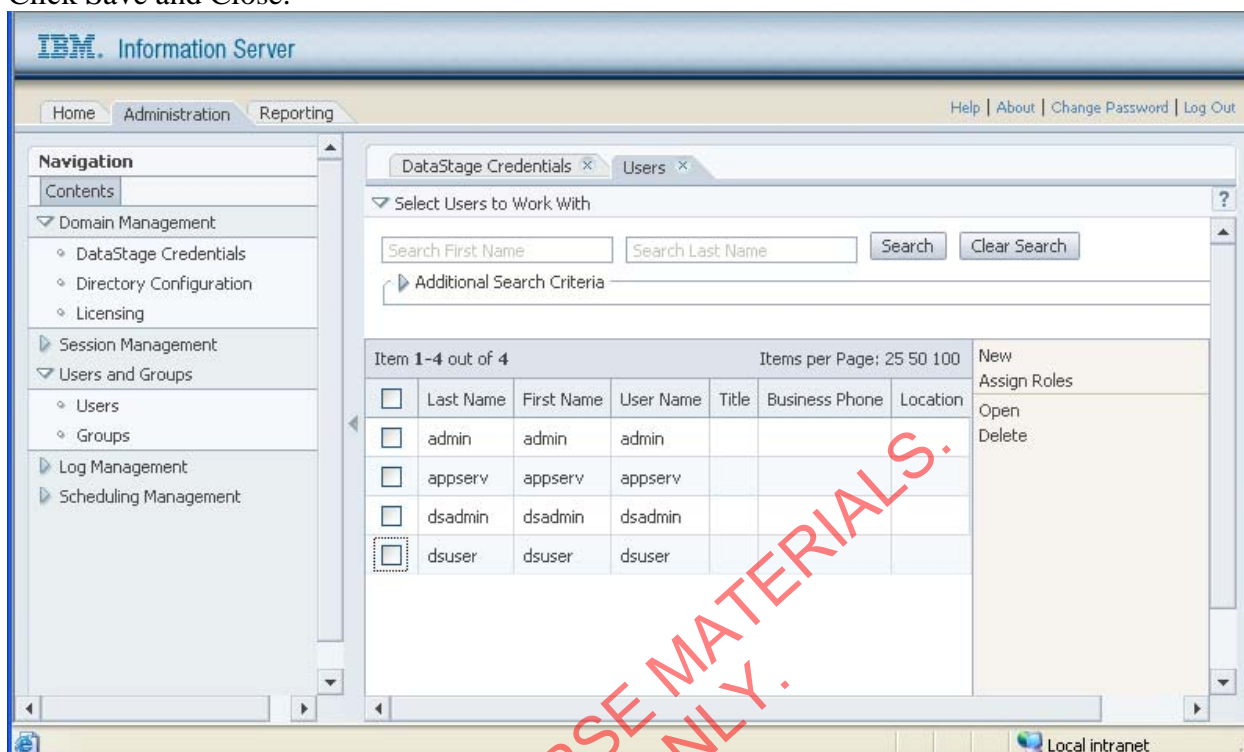 Click Save and Close.
IBM. Information Server
Home Administration Reporting
Help | About | Change Password | Log Out
Navigation
Contents
Domain Management
DataStage Credentials
Directory Configuration
Licensing
Session Management
Users and Groups
Users
Groups
Log Management
Scheduling Management
DataStage Credentials Users
Select Users to Work With
?
Search First Name Search Last Name Search Clear Search
Additional Search Criteria
Item 1-4 out of 4 Items per Page: 25 50 100
Last Name First Name User Name Title Business Phone Location
admin admin admin
appserv appserv appserv
dsadmin dsadmin dsadmin
dsuser dsuser dsuser
New
Assign Roles
Open
Delete
MATERIALS.
Local intranet